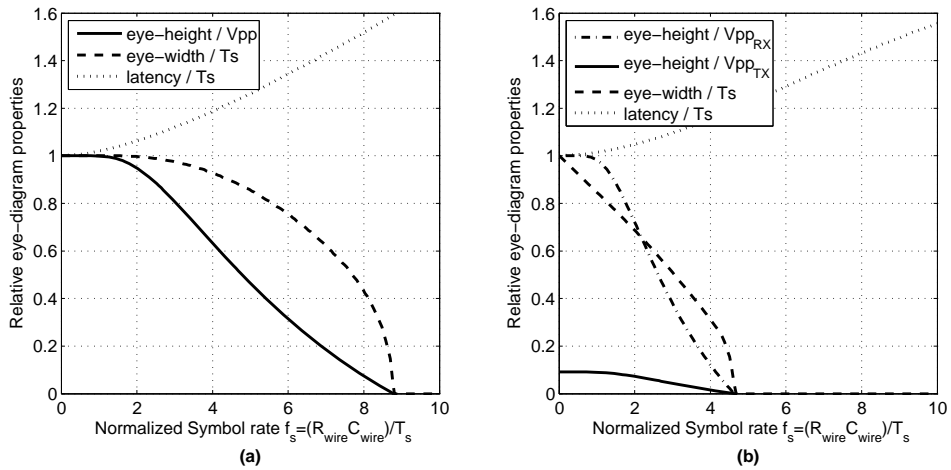 1.6
1.4
1.2
1
0.8
0.6
0.4
0.2
0
Relative eye−diagram properties
eye−height / Vpp
eye−width / Ts
latency / Ts
0 2 4 6 8 10
Normalized Symbol rate f_s=(R_wireC_wire)/T_s
(a)
1.6
1.4
1.2
1
0.8
0.6
0.4
0.2
0
Relative eye−diagram properties
eye−height / Vpp_RX
eye−height / Vpp_TX
eye−width / Ts
latency / Ts
0 2 4 6 8 10
Normalized Symbol rate f_s=(R_wireC_wire)/T_s
(b)